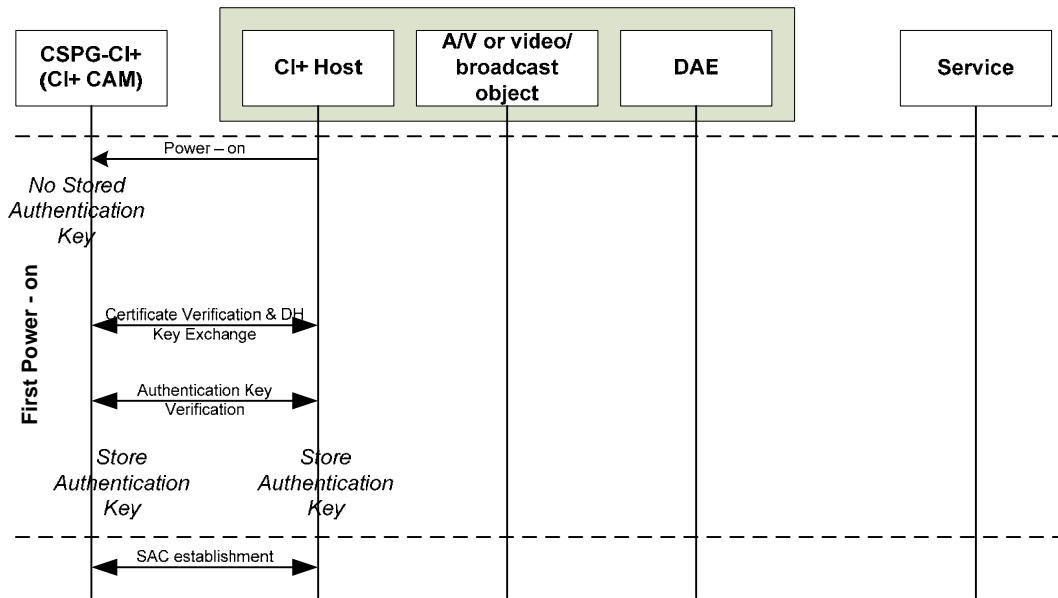 CSPG-CI+
(CI+ CAM)
CI+ Host
A/V or video/
broadcast
object
DAE
Service
Power – on
No Stored
Authentication
Key
First Power - on
Certificate Verification & DH
Key Exchange
Authentication Key
Verification
Store
Authentication
Key
Store
Authentication
Key
SAC establishment